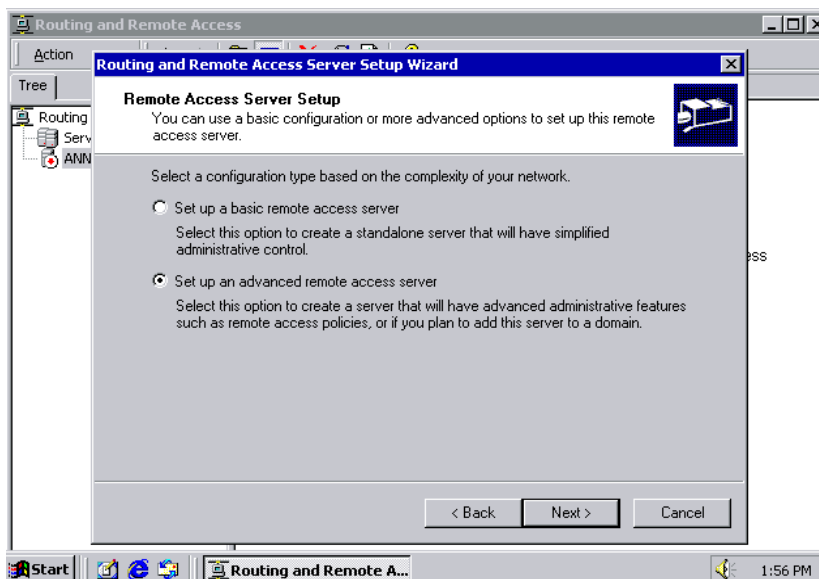 Routing and Remote Access
Action
Tree
Routing
Serv
ANN
ess
Routing and Remote Access Server Setup Wizard
Remote Access Server Setup
You can use a basic configuration or more advanced options to set up this remote
access server.
Select a configuration type based on the complexity of your network.
Set up a basic remote access server
Select this option to create a standalone server that will have simplified
administrative control.
Set up an advanced remote access server
Select this option to create a server that will have advanced administrative features
such as remote access policies, or if you plan to add this server to a domain.
< Back
Next >
Cancel
Start
Routing and Remote A...
1:56 PM